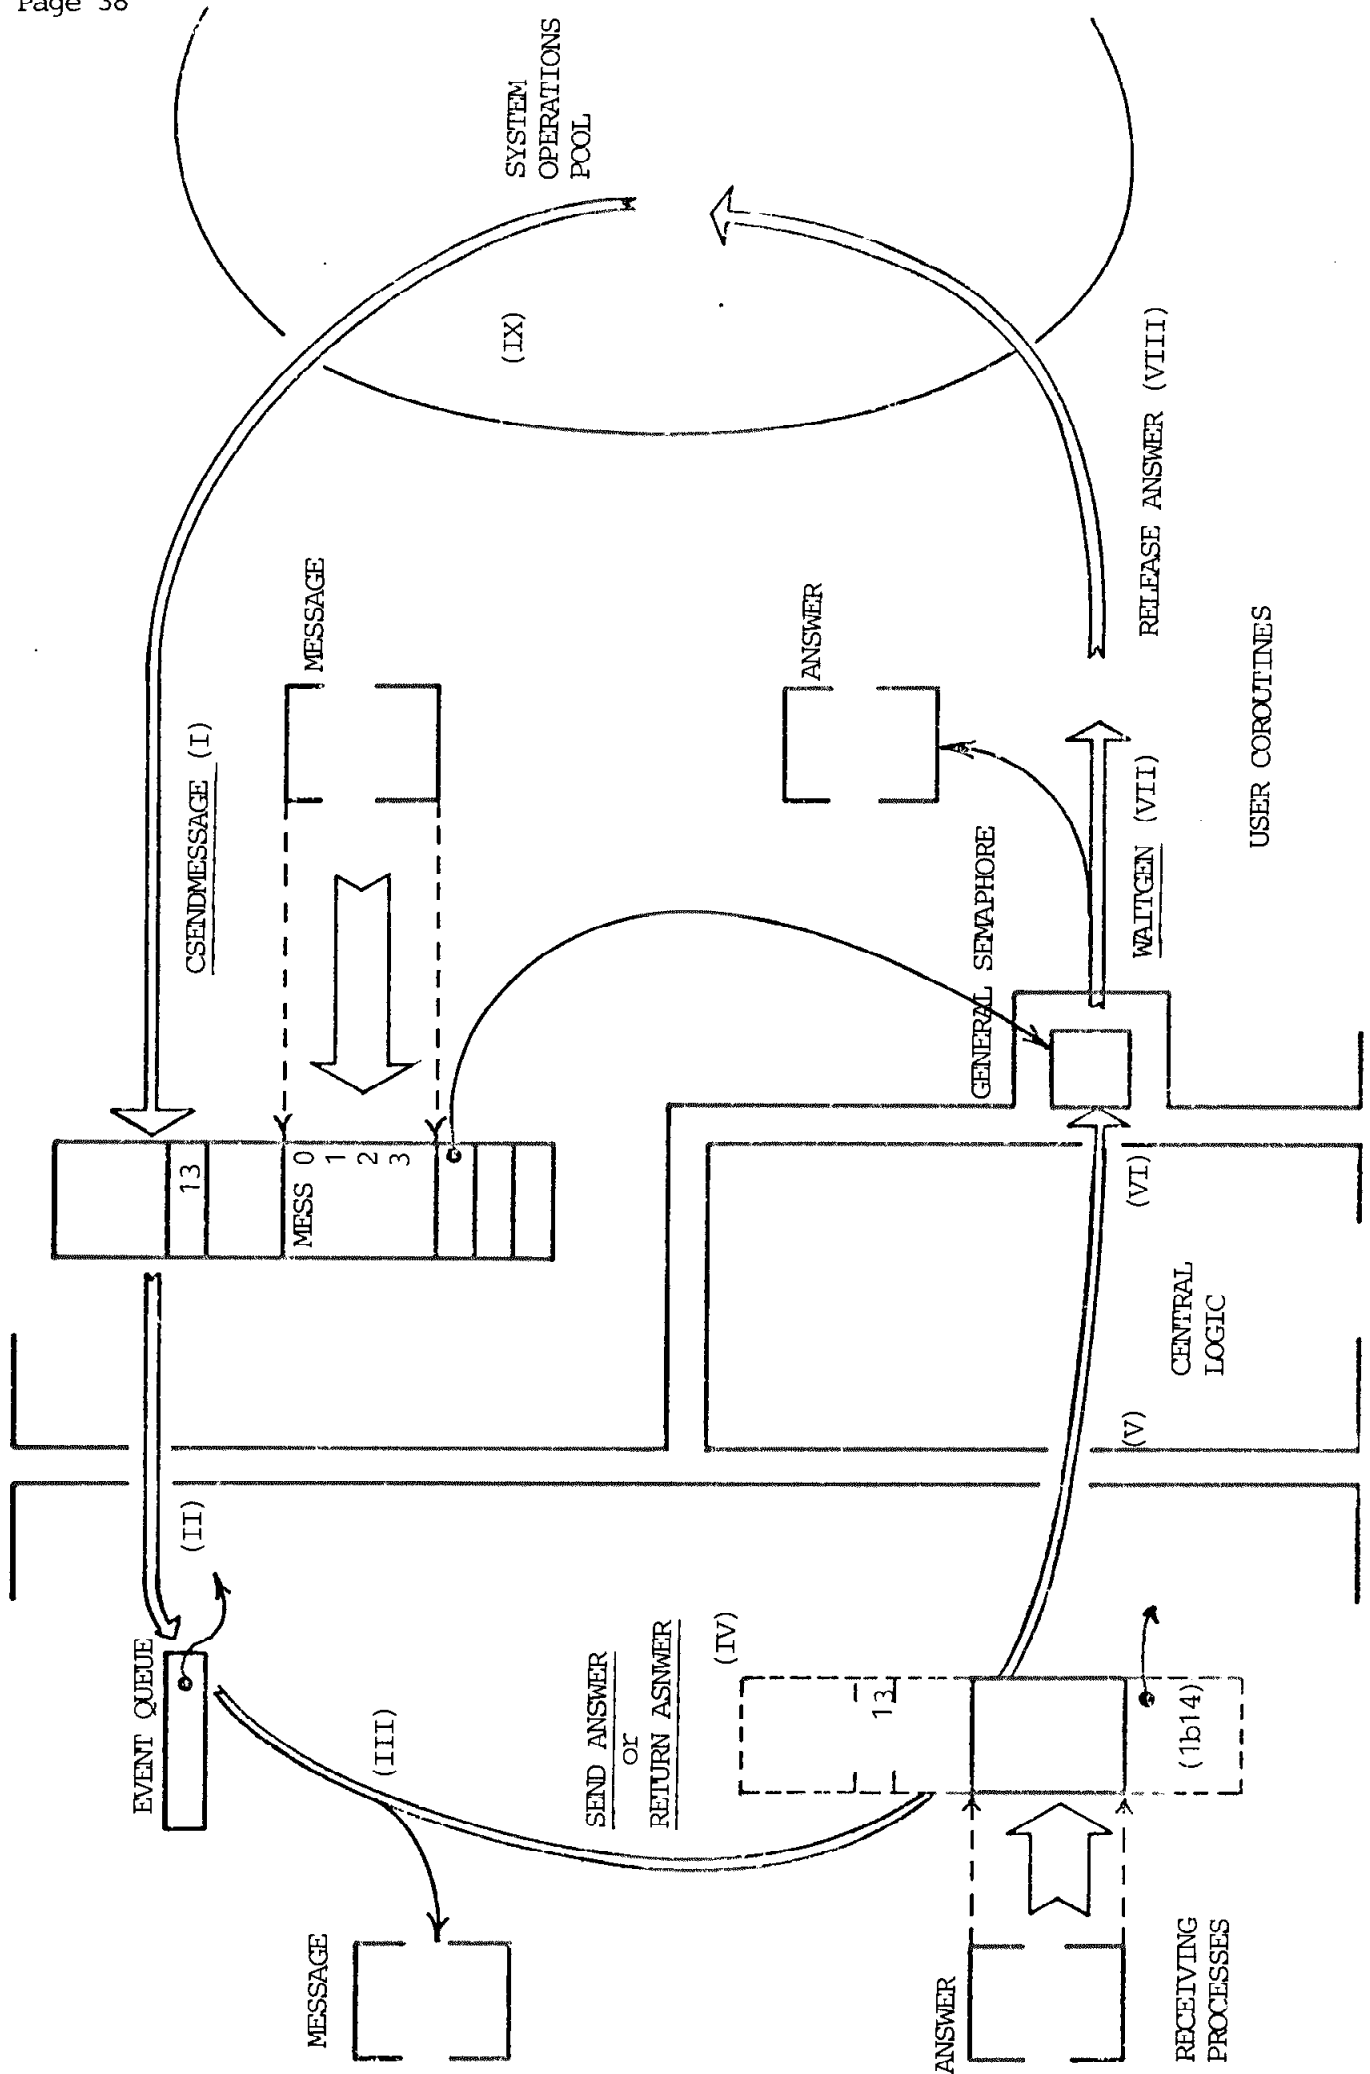 Page 38
SYSTEM
OPERATIONS
POOL
(IX)
MESSAGE
CSENDMESSAGE (I)
13
MESS 0
1
2
3
ANSWER
RELEASE ANSWER (VIII)
GENERAL SEMAPHORE
WAITGEN (VII)
USER COROUTINES
(VI)
CENTRAL
LOGIC
(V)
(II)
EVENT QUEUE
(III)
SEND ANSWER
or
RETURN ASNWER
(IV)
13
(1b14)
MESSAGE
ANSWER
RECEIVING
PROCESSES